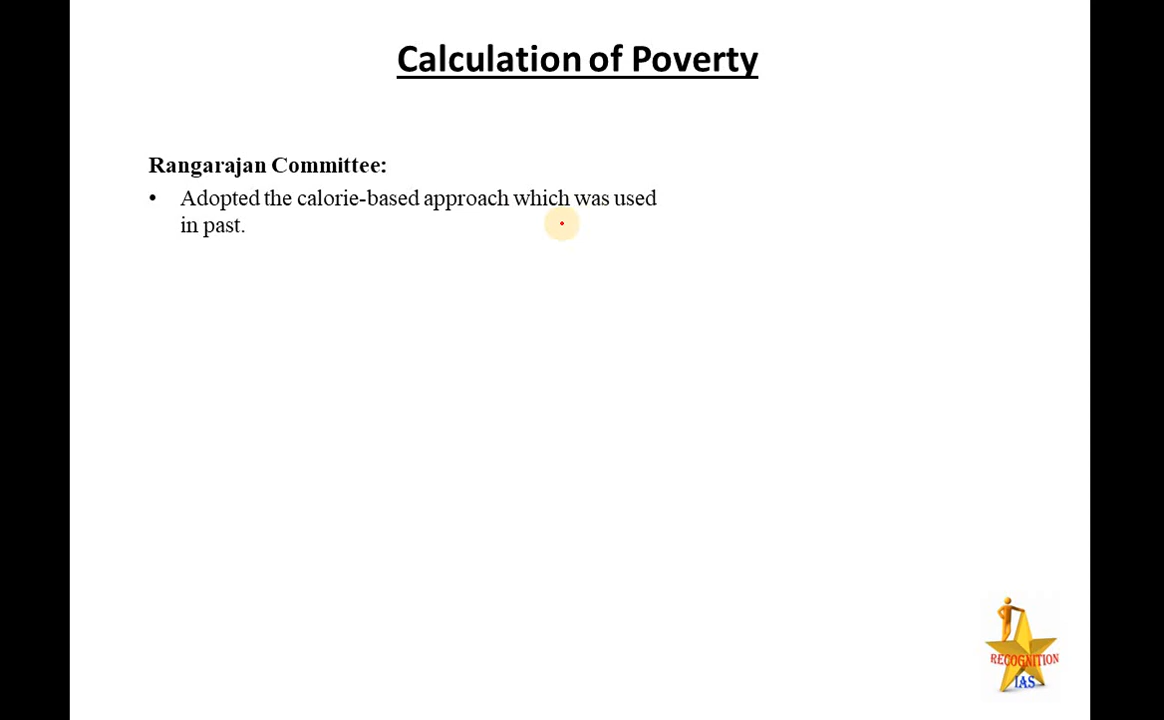 Calculation of Poverty
Rangarajan Committee:
• Adopted the calorie-based approach which was used
in past.
RECOGNITION
IAS